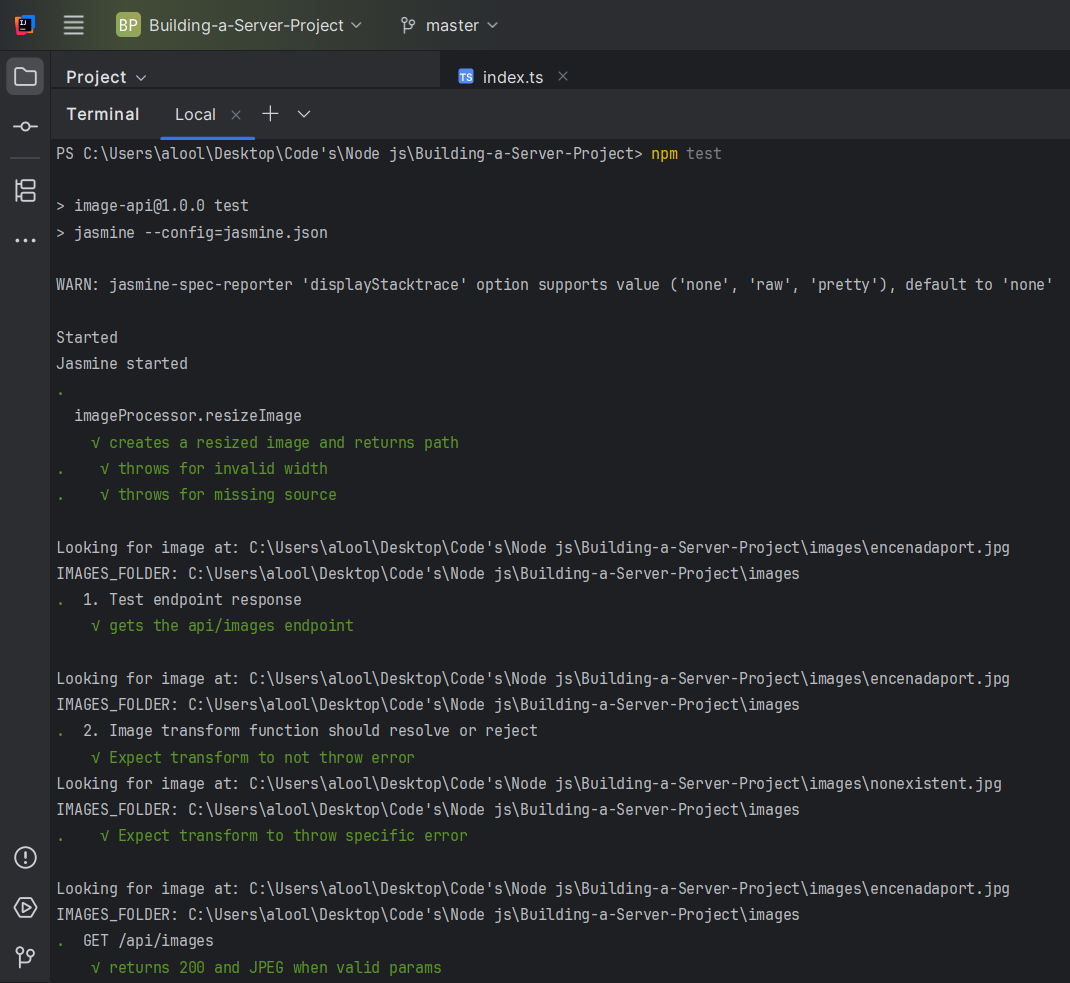 BP Building-a-Server-Project master
Project index.ts
Terminal Local
PS C:\Users\alool\Desktop\Code's\Node js\Building-a-Server-Project> npm test
> image-api@1.0.0 test
> jasmine --config=jasmine.json
WARN: jasmine-spec-reporter 'displayStacktrace' option supports value ('none', 'raw', 'pretty'), default to 'none'
Started
Jasmine started
.
imageProcessor.resizeImage
√ creates a resized image and returns path
. √ throws for invalid width
. √ throws for missing source
Looking for image at: C:\Users\alool\Desktop\Code's\Node js\Building-a-Server-Project\images\encenadaport.jpg
IMAGES_FOLDER: C:\Users\alool\Desktop\Code's\Node js\Building-a-Server-Project\images
. 1. Test endpoint response
√ gets the api/images endpoint
Looking for image at: C:\Users\alool\Desktop\Code's\Node js\Building-a-Server-Project\images\encenadaport.jpg
IMAGES_FOLDER: C:\Users\alool\Desktop\Code's\Node js\Building-a-Server-Project\images
. 2. Image transform function should resolve or reject
√ Expect transform to not throw error
Looking for image at: C:\Users\alool\Desktop\Code's\Node js\Building-a-Server-Project\images\nonexistent.jpg
IMAGES_FOLDER: C:\Users\alool\Desktop\Code's\Node js\Building-a-Server-Project\images
. √ Expect transform to throw specific error
Looking for image at: C:\Users\alool\Desktop\Code's\Node js\Building-a-Server-Project\images\encenadaport.jpg
IMAGES_FOLDER: C:\Users\alool\Desktop\Code's\Node js\Building-a-Server-Project\images
. GET /api/images
√ returns 200 and JPEG when valid params